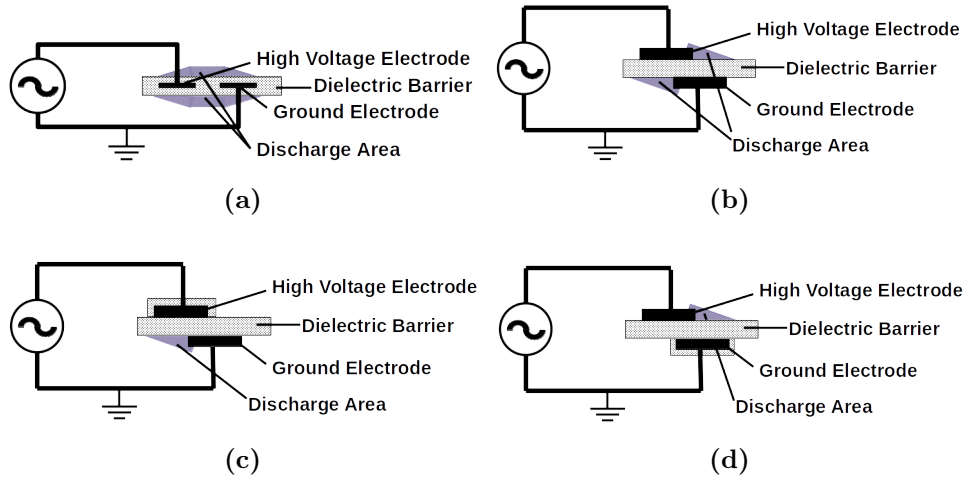 High Voltage Electrode
Dielectric Barrier
Ground Electrode
Discharge Area
(a)
High Voltage Electrode
Dielectric Barrier
Ground Electrode
Discharge Area
(b)
High Voltage Electrode
Dielectric Barrier
Ground Electrode
Discharge Area
(c)
High Voltage Electrode
Dielectric Barrier
Ground Electrode
Discharge Area
(d)